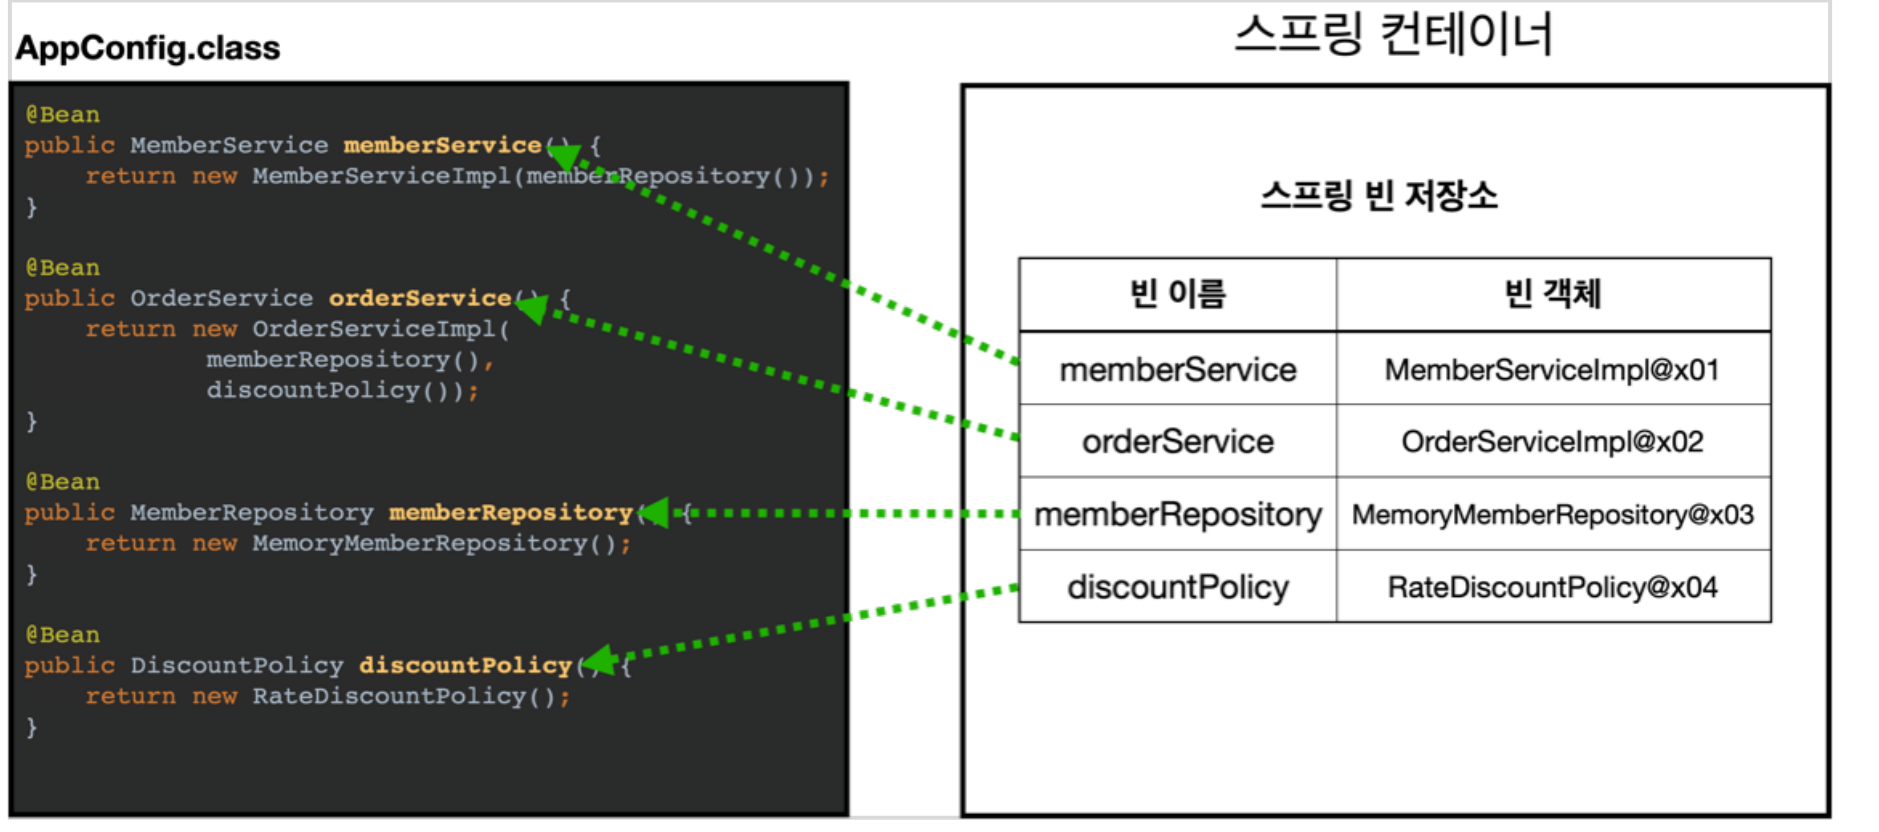 AppConfig.class
@Bean
public MemberService memberService() {
    return new MemberServiceImpl(memberRepository());
}
@Bean
public OrderService orderService() {
    return new OrderServiceImpl(
            memberRepository(),
            discountPolicy());
}
@Bean
public MemberRepository memberRepository() {
    return new MemoryMemberRepository();
}
@Bean
public DiscountPolicy discountPolicy() {
    return new RateDiscountPolicy();
}
스프링 컨테이너
스프링 빈 저장소
빈 이름 빈 객체
memberService MemberServiceImpl@x01
orderService OrderServiceImpl@x02
memberRepository MemoryMemberRepository@x03
discountPolicy RateDiscountPolicy@x04